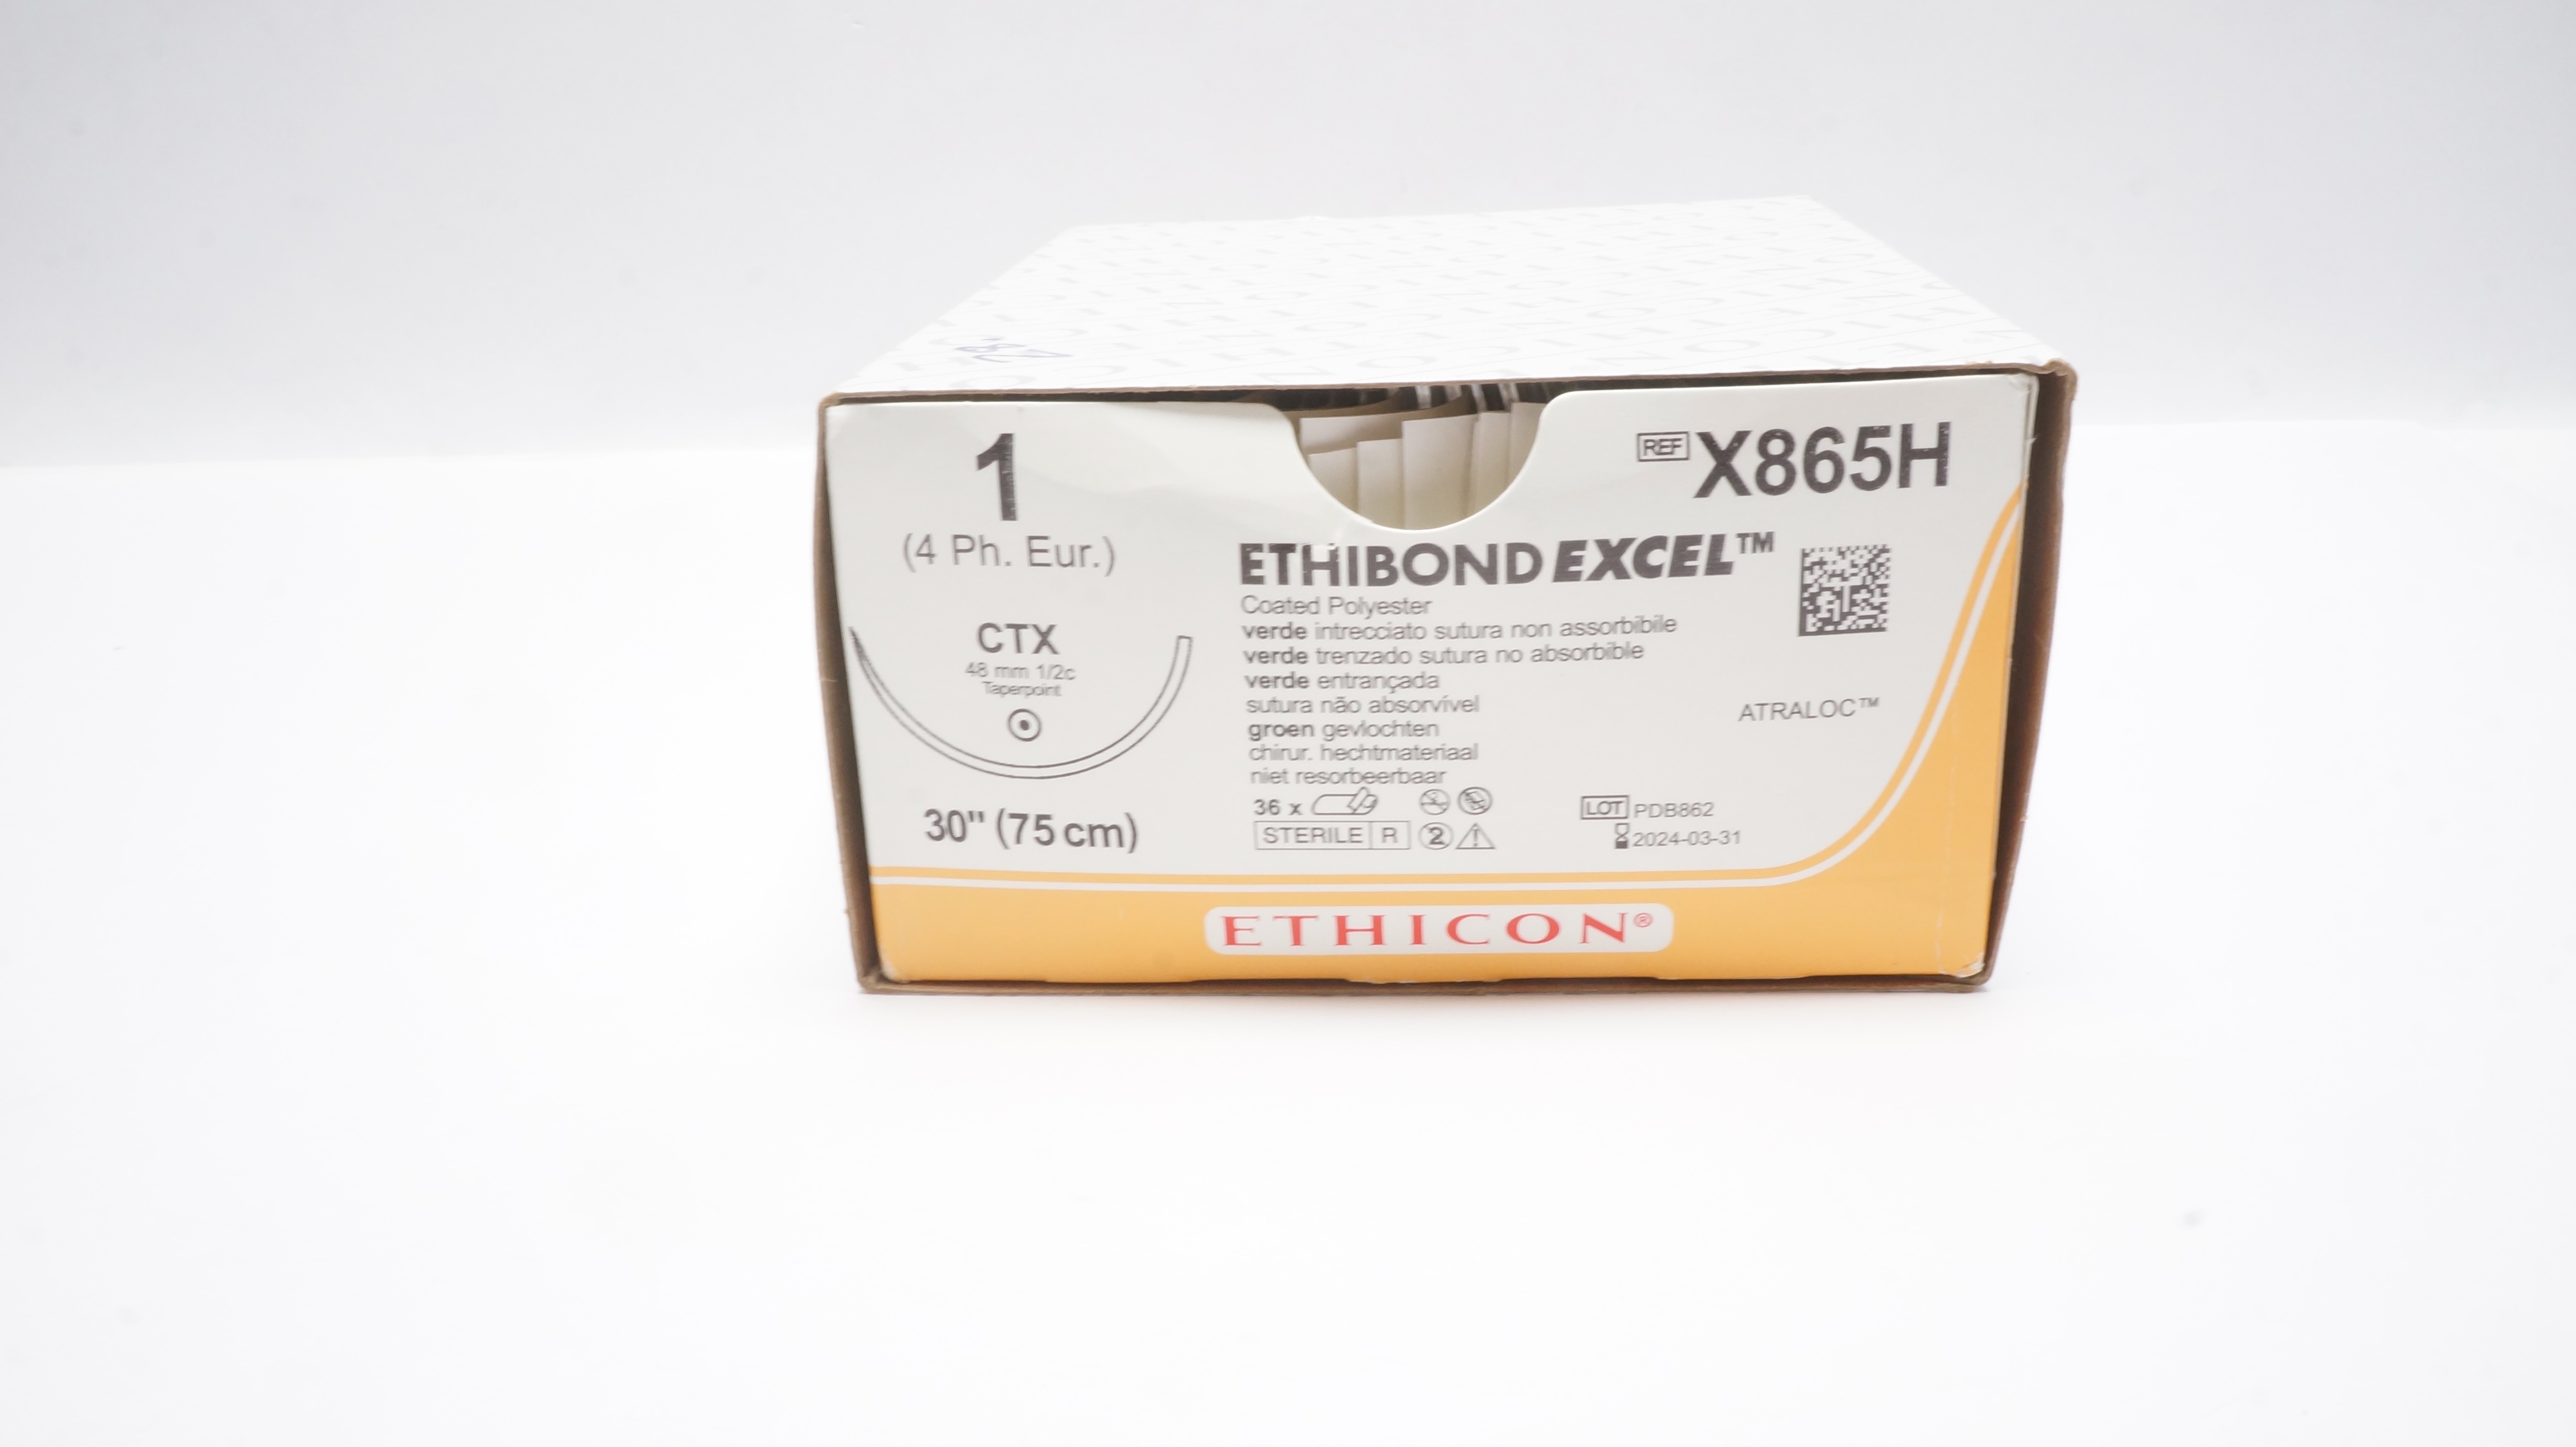 28.
1
(4 Ph. Eur.)
CTX
48 mm 1/2c
Taperpoint
30" (75 cm)
REF X865H
ETHIBOND EXCEL™
Coated Polyester
verde intrecciato sutura non assorbibile
verde trenzado sutura no absorbible
verde entrançada
sutura não absorvível
groen gevlochten
chirur. hechtmateriaal
niet resorbeerbaar
36 x
STERILE R 2
ATRALOC™
LOT PDB862
2024-03-31
ETHICON®